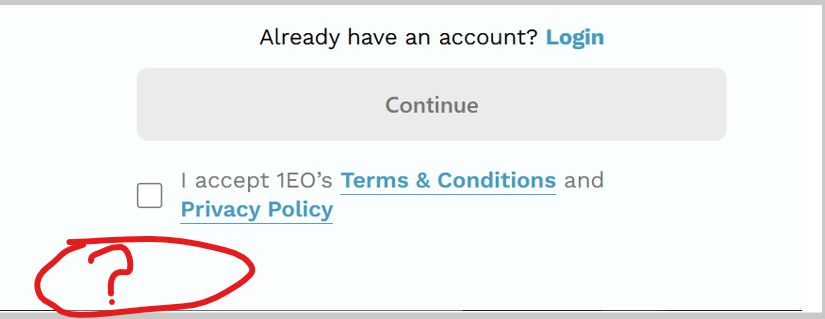 Already have an account? Login
Continue
I accept 1EO’s Terms & Conditions and
Privacy Policy
?